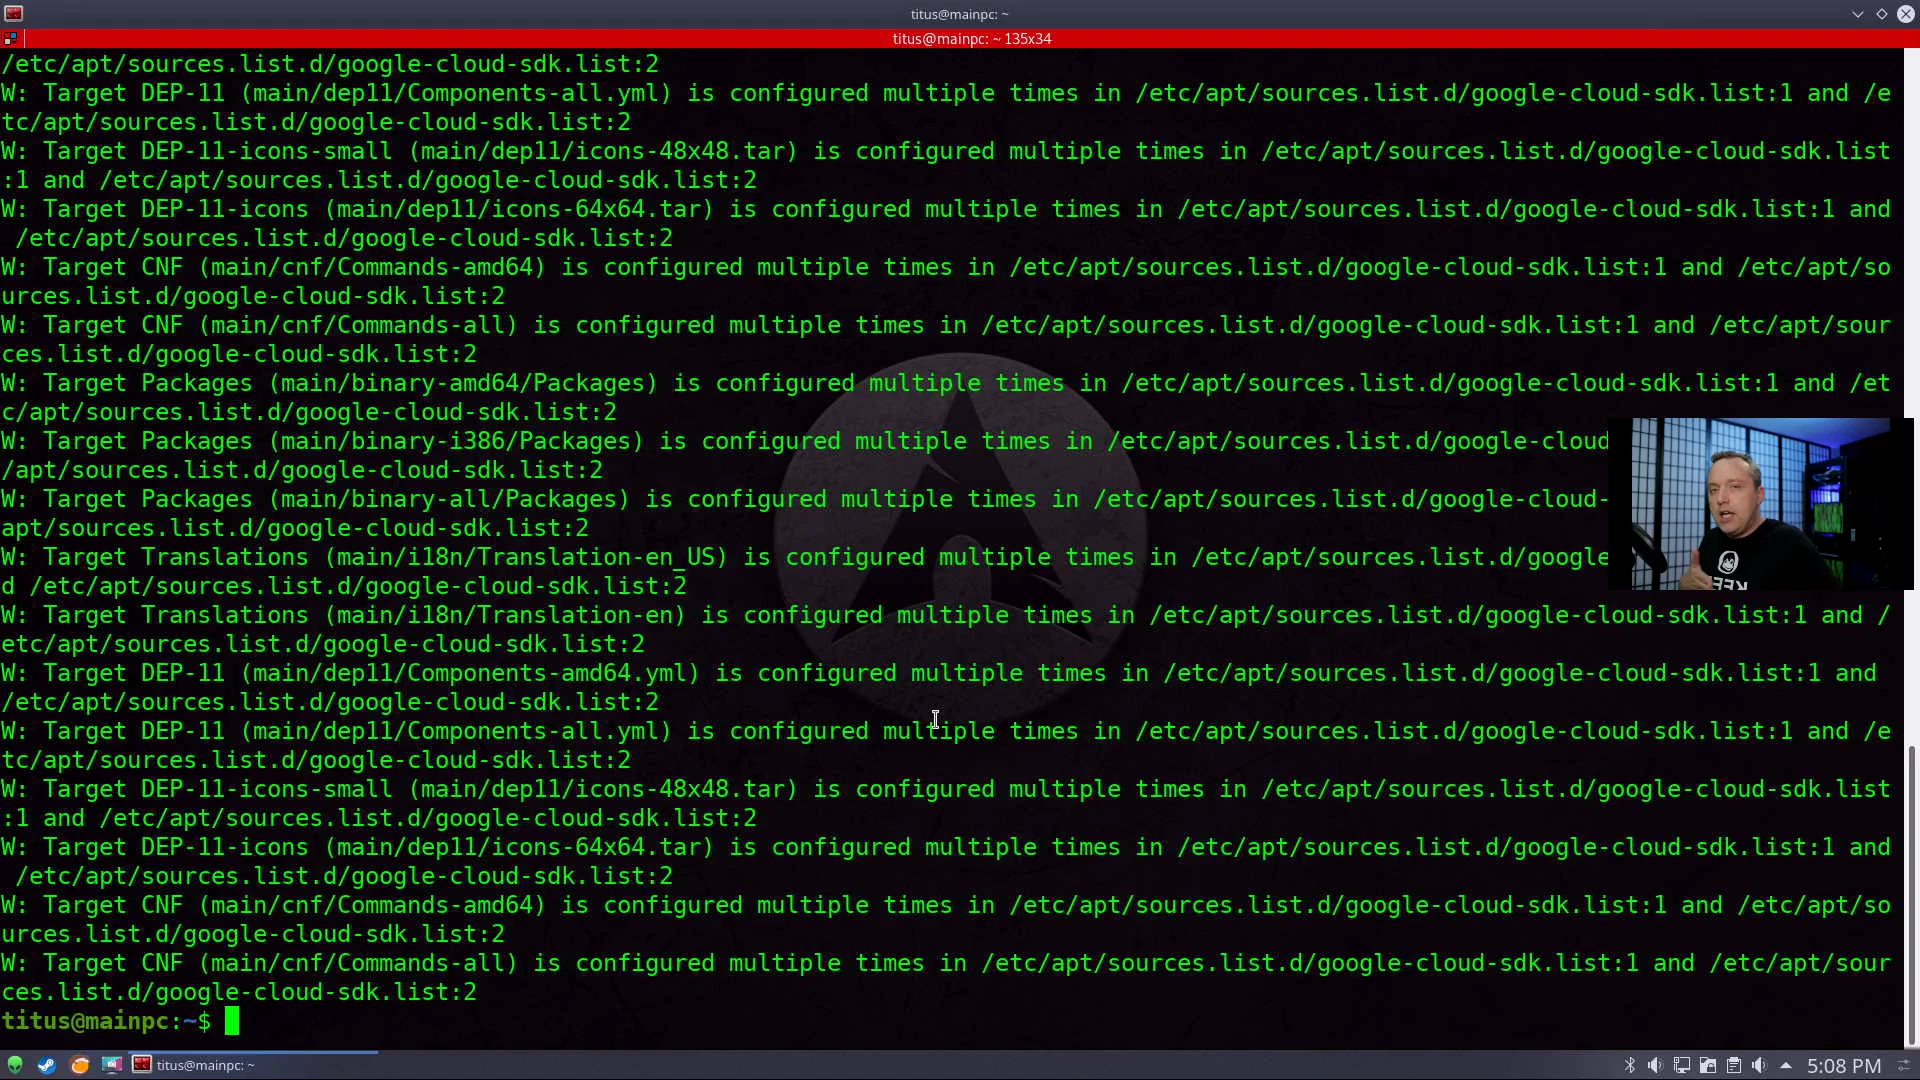 titus@mainpc: ~
titus@mainpc: ~ 135x34
/etc/apt/sources.list.d/google-cloud-sdk.list:2
W: Target DEP-11 (main/dep11/Components-all.yml) is configured multiple times in /etc/apt/sources.list.d/google-cloud-sdk.list:1 and /e
tc/apt/sources.list.d/google-cloud-sdk.list:2
W: Target DEP-11-icons-small (main/dep11/icons-48x48.tar) is configured multiple times in /etc/apt/sources.list.d/google-cloud-sdk.list
:1 and /etc/apt/sources.list.d/google-cloud-sdk.list:2
W: Target DEP-11-icons (main/dep11/icons-64x64.tar) is configured multiple times in /etc/apt/sources.list.d/google-cloud-sdk.list:1 and
/etc/apt/sources.list.d/google-cloud-sdk.list:2
W: Target CNF (main/cnf/Commands-amd64) is configured multiple times in /etc/apt/sources.list.d/google-cloud-sdk.list:1 and /etc/apt/so
urces.list.d/google-cloud-sdk.list:2
W: Target CNF (main/cnf/Commands-all) is configured multiple times in /etc/apt/sources.list.d/google-cloud-sdk.list:1 and /etc/apt/sour
ces.list.d/google-cloud-sdk.list:2
W: Target Packages (main/binary-amd64/Packages) is configured multiple times in /etc/apt/sources.list.d/google-cloud-sdk.list:1 and /et
c/apt/sources.list.d/google-cloud-sdk.list:2
W: Target Packages (main/binary-i386/Packages) is configured multiple times in /etc/apt/sources.list.d/google-cloud
/apt/sources.list.d/google-cloud-sdk.list:2
W: Target Packages (main/binary-all/Packages) is configured multiple times in /etc/apt/sources.list.d/google-cloud-
apt/sources.list.d/google-cloud-sdk.list:2
W: Target Translations (main/i18n/Translation-en_US) is configured multiple times in /etc/apt/sources.list.d/google
d /etc/apt/sources.list.d/google-cloud-sdk.list:2
W: Target Translations (main/i18n/Translation-en) is configured multiple times in /etc/apt/sources.list.d/google-cloud-sdk.list:1 and /
etc/apt/sources.list.d/google-cloud-sdk.list:2
W: Target DEP-11 (main/dep11/Components-amd64.yml) is configured multiple times in /etc/apt/sources.list.d/google-cloud-sdk.list:1 and
/etc/apt/sources.list.d/google-cloud-sdk.list:2
W: Target DEP-11 (main/dep11/Components-all.yml) is configured multiple times in /etc/apt/sources.list.d/google-cloud-sdk.list:1 and /e
tc/apt/sources.list.d/google-cloud-sdk.list:2
W: Target DEP-11-icons-small (main/dep11/icons-48x48.tar) is configured multiple times in /etc/apt/sources.list.d/google-cloud-sdk.list
:1 and /etc/apt/sources.list.d/google-cloud-sdk.list:2
W: Target DEP-11-icons (main/dep11/icons-64x64.tar) is configured multiple times in /etc/apt/sources.list.d/google-cloud-sdk.list:1 and
/etc/apt/sources.list.d/google-cloud-sdk.list:2
W: Target CNF (main/cnf/Commands-amd64) is configured multiple times in /etc/apt/sources.list.d/google-cloud-sdk.list:1 and /etc/apt/so
urces.list.d/google-cloud-sdk.list:2
W: Target CNF (main/cnf/Commands-all) is configured multiple times in /etc/apt/sources.list.d/google-cloud-sdk.list:1 and /etc/apt/sour
ces.list.d/google-cloud-sdk.list:2
titus@mainpc:~$
titus@mainpc: ~
5:08 PM